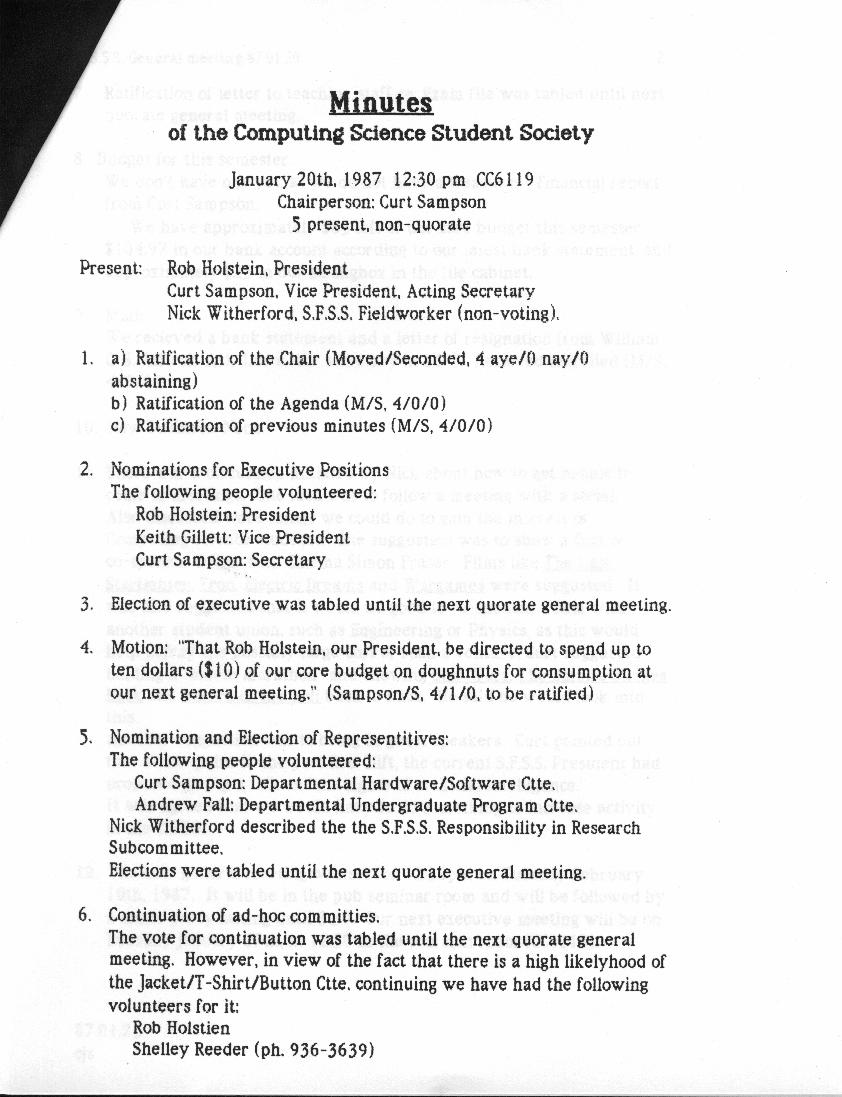 Minutes
of the Computing Science Student Society
January 20th, 1987 12:30 pm CC6119
Chairperson: Curt Sampson
5 present, non-quorate
Present: Rob Holstein, President
Curt Sampson, Vice President, Acting Secretary
Nick Witherford, S.F.S.S. Fieldworker (non-voting).
1. a) Ratification of the Chair (Moved/Seconded, 4 aye/0 nay/0
abstaining)
b) Ratification of the Agenda (M/S, 4/0/0)
c) Ratification of previous minutes (M/S, 4/0/0)
2. Nominations for Executive Positions
The following people volunteered:
Rob Holstein: President
Keith Gillett: Vice President
Curt Sampson: Secretary
3. Election of executive was tabled until the next quorate general meeting.
4. Motion: "That Rob Holstein, our President, be directed to spend up to
ten dollars ($10) of our core budget on doughnuts for consumption at
our next general meeting." (Sampson/S, 4/1/0, to be ratified)
5. Nomination and Election of Representitives:
The following people volunteered:
Curt Sampson: Departmental Hardware/Software Ctte.
Andrew Fall: Departmental Undergraduate Program Ctte.
Nick Witherford described the the S.F.S.S. Responsibility in Research
Subcommittee.
Elections were tabled until the next quorate general meeting.
6. Continuation of ad-hoc committies.
The vote for continuation was tabled until the next quorate general
meeting. However, in view of the fact that there is a high likelyhood of
the Jacket/T-Shirt/Button Ctte. continuing we have had the following
volunteers for it:
Rob Holstien
Shelley Reeder (ph. 936-3639)